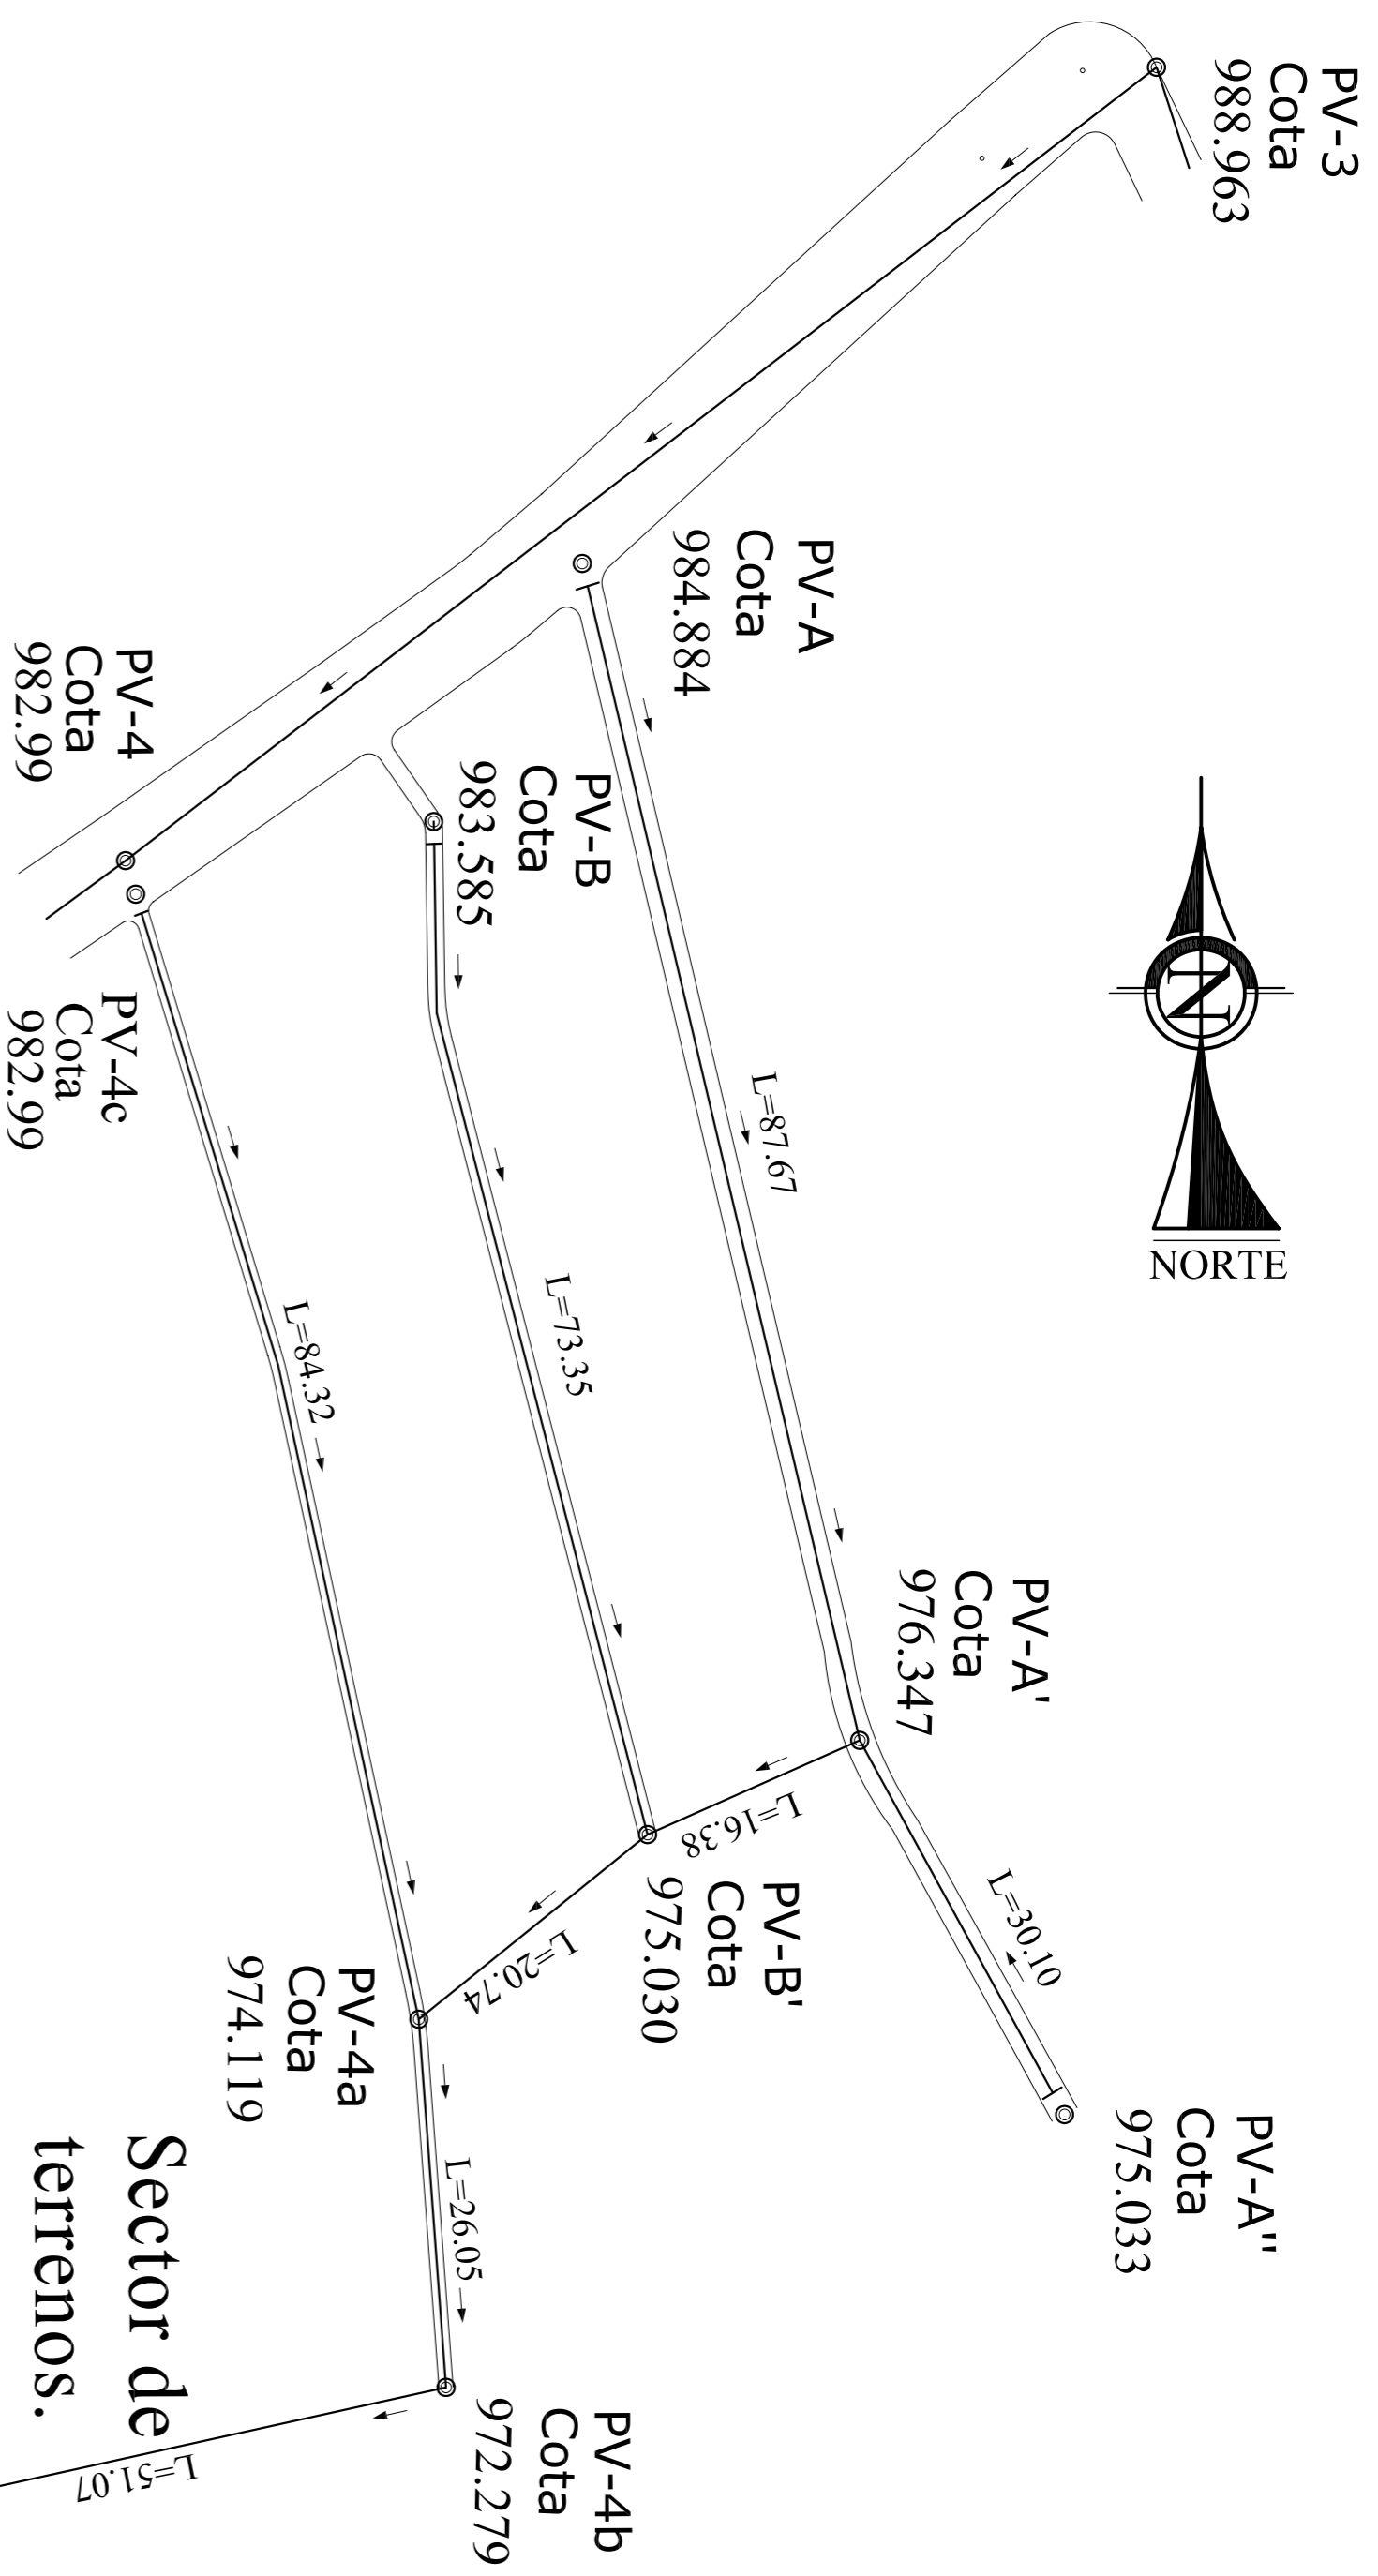 PV-3
Cota
988.963
PV-A
Cota
984.884
PV-4
Cota
982.99
PV-B
Cota
983.585
PV-4c
Cota
982.99
N
NORTE
L=87.67
L=73.35
L=84.32
PV-A'
Cota
976.347
L=16.38
L=30.10
PV-B'
Cota
975.030
L=20.74
PV-4a
Cota
974.119
PV-A''
Cota
975.033
L=26.05
Sector de
terrenos.
PV-4b
Cota
972.279
L=51.07